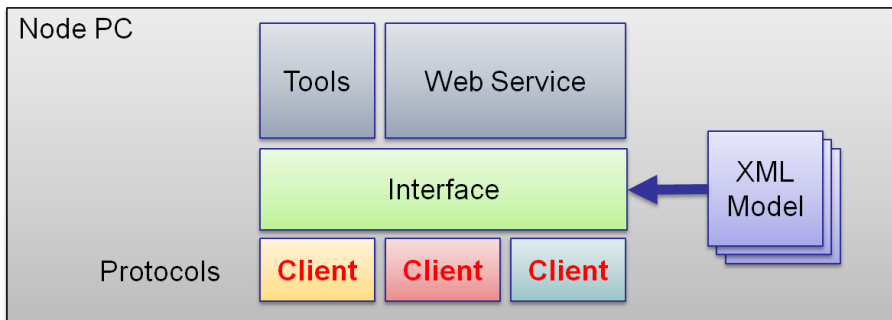 Node PC
Tools
Web Service
Interface
XML
Model
Protocols
Client
Client
Client